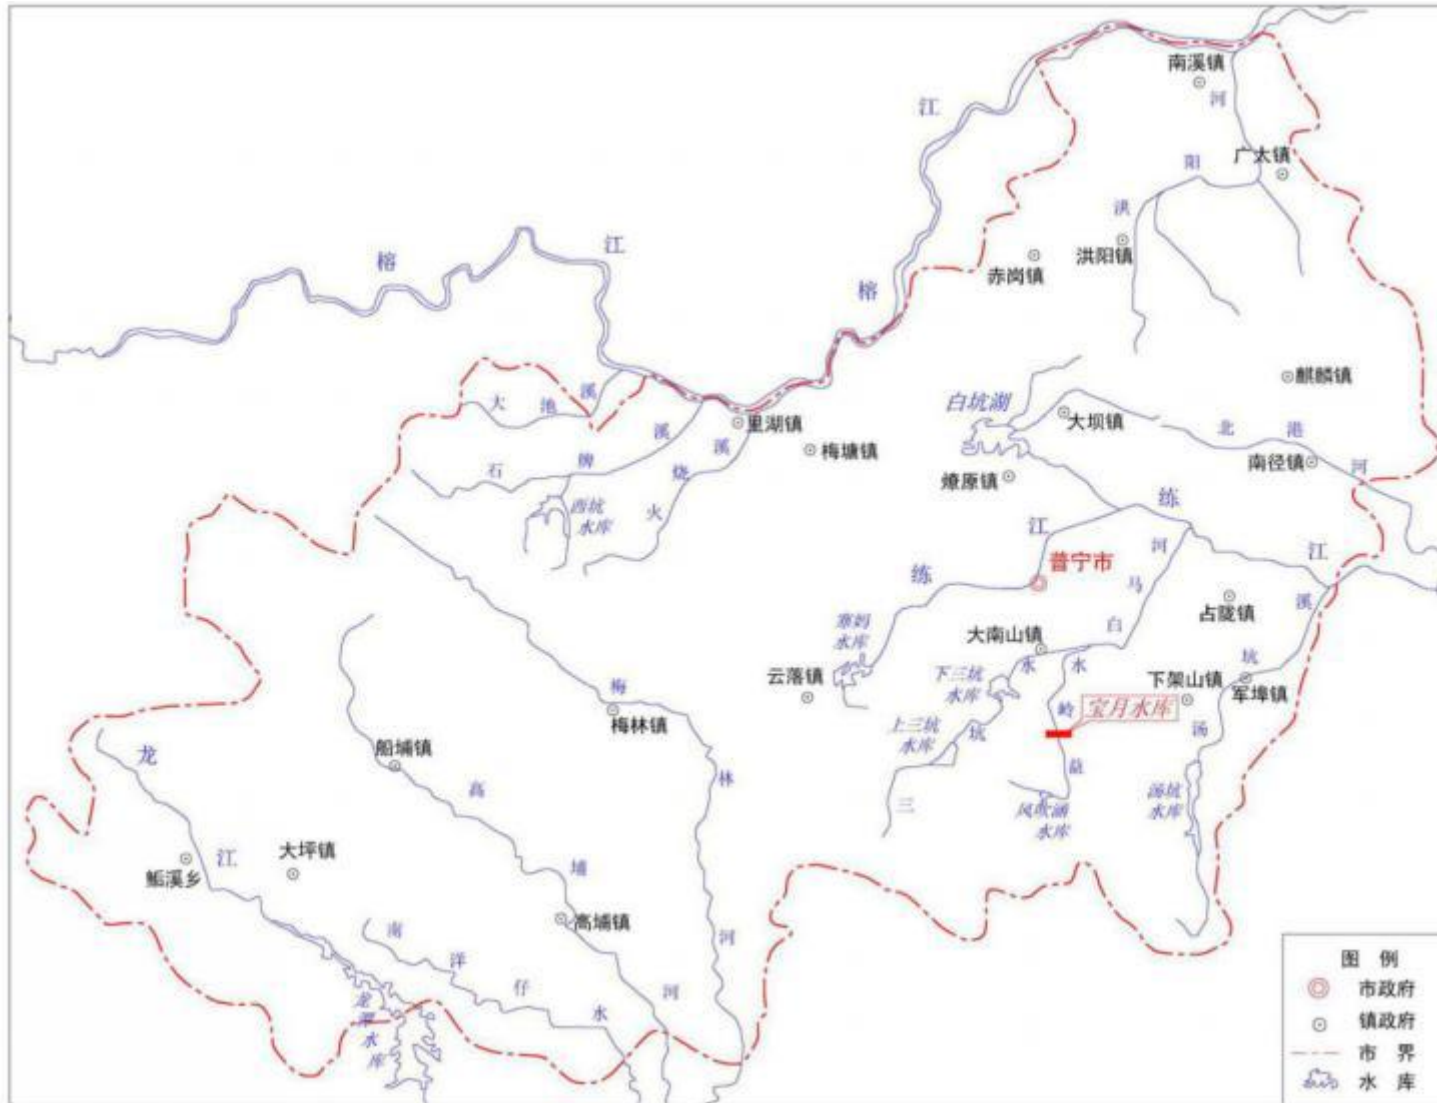 南溪镇
河
江
广太镇
阳
洪
洪阳镇
赤岗镇
榕
江
榕
麒麟镇
大池溪
白坑湖
大坝镇
里湖镇
北港河
梅塘镇
石牌溪
火烧溪
南径镇
燎原镇
西坑
水库
练江
练江
普宁市
占陇镇
寒妈
水库
白马河
大南山镇
云落镇
下三坑
水库
下架山镇
军埠镇
汤坑溪
宝月水库
上三坑
水库
三坑水
益岭水
梅林镇
梅林河
船埔镇
龙江
高埔河
汤坑
水库
水库
大坪镇
高埔镇
南洋仔水
龙潭水库
图 例
市政府
镇政府
市 界
水 库